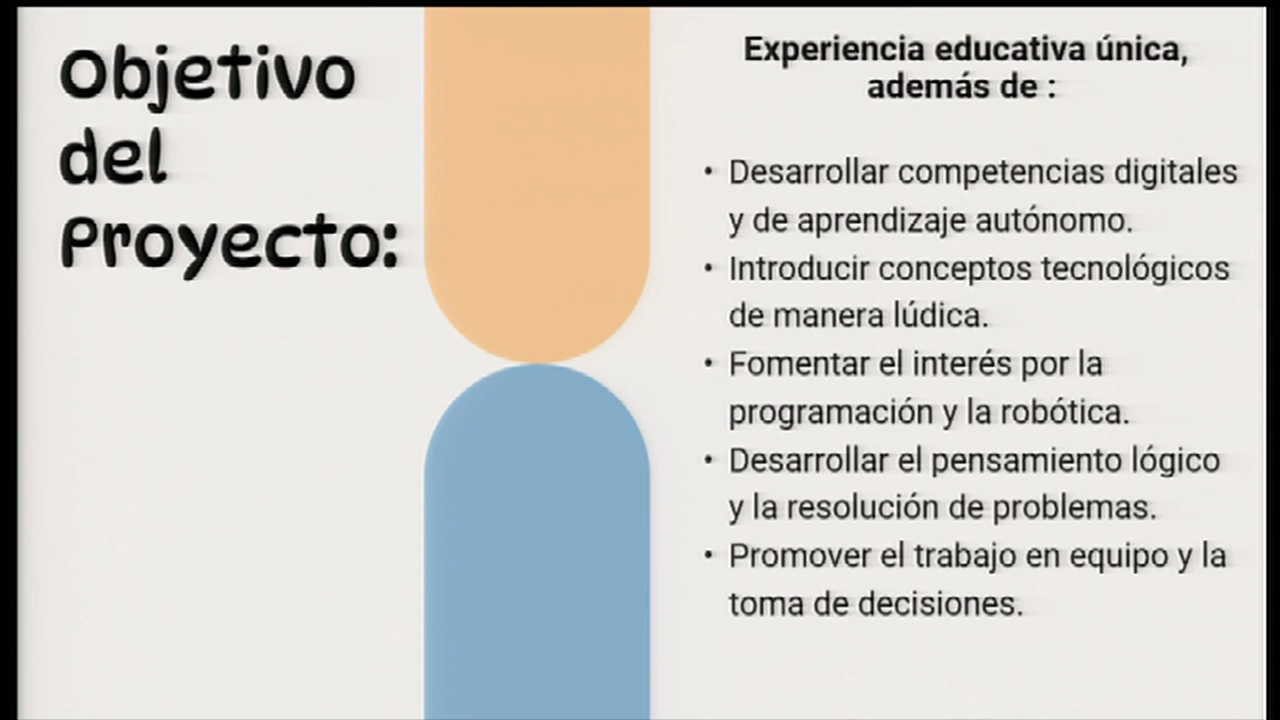 Objetivo
del
Proyecto:
Experiencia educativa única,
además de :
• Desarrollar competencias digitales
y de aprendizaje autónomo.
• Introducir conceptos tecnológicos
de manera lúdica.
• Fomentar el interés por la
programación y la robótica.
• Desarrollar el pensamiento lógico
y la resolución de problemas.
• Promover el trabajo en equipo y la
toma de decisiones.